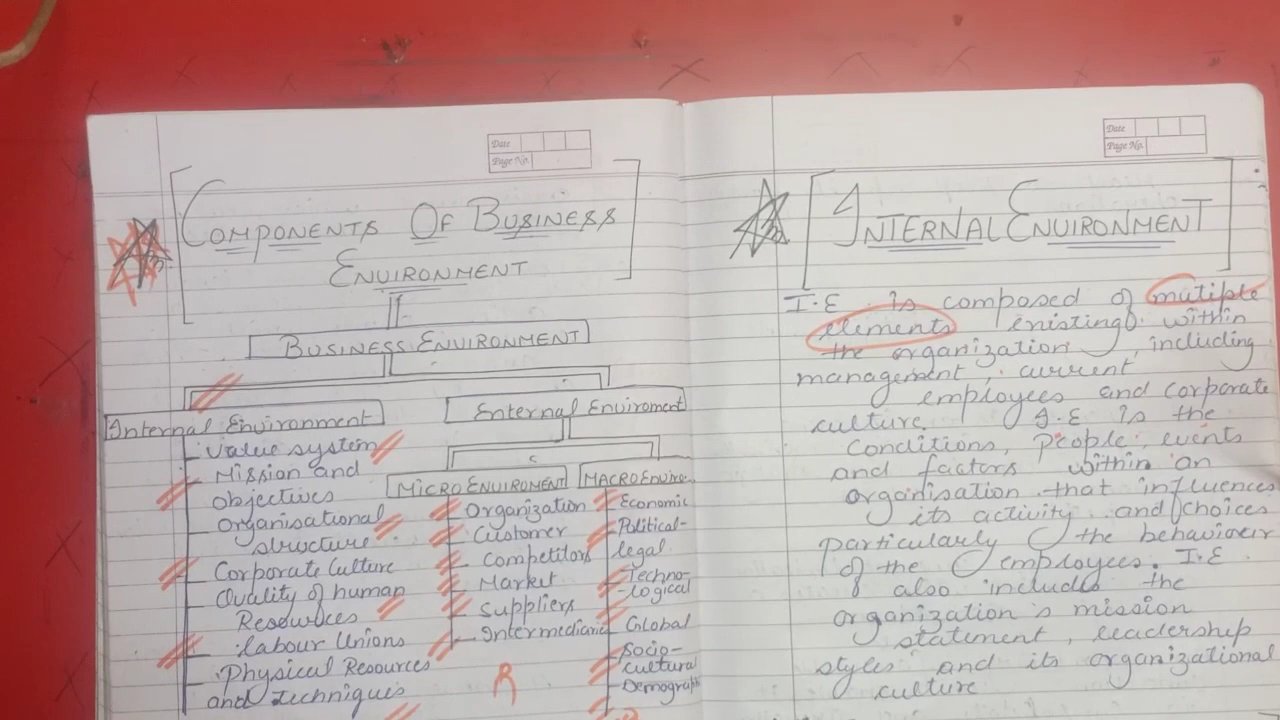 Date
Page No.
COMPONENTS OF BUSINESS
ENVIRONMENT
BUSINESS ENVIRONMENT
Internal Environment
External Enviroment
Value system
Mission and
objectives
Organisational
structure
Corporate Culture
Quality of human
Resources
Labour Unions
Physical Resources
and techniques
MICRO ENVIROMENT
Organization
Customer
Competitors
Market
Suppliers
Intermediaries
MACRO ENVIRO
Economic
Political-
legal
Techno-
-logical
Global
Socio-
cultural
Demograph
R
Date
Page No.
INTERNAL ENVIRONMENT
I.E is composed of mutiple
elements existing within
the organization, including
management, current
employees and corporate
culture. I.E is the
conditions, people, events
and factors within an
organisation that influences
its activity and choices
particularly the behaviour
of the employees. I.E
also includes the
organization's mission
statement, leadership
styles and its organizational
culture